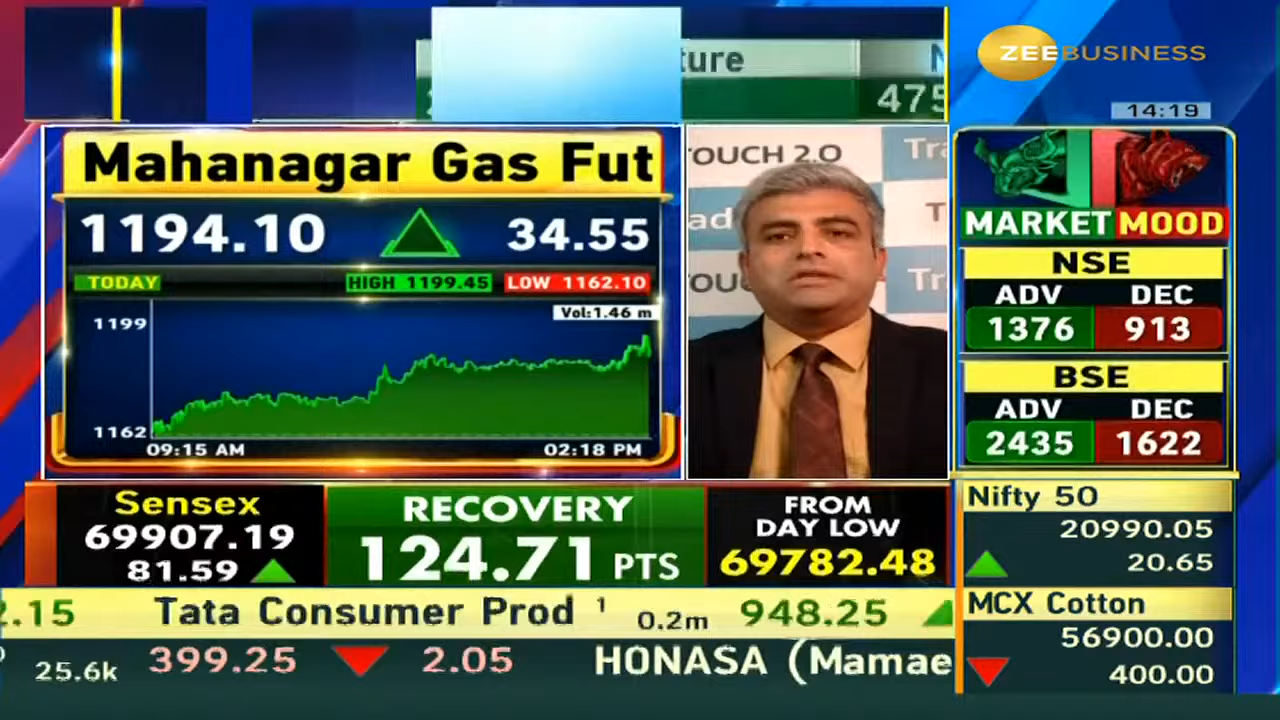 ture
475
ZEEBUSINESS
14:19
Mahanagar Gas Fut
1194.10 34.55
TODAY HIGH 1199.45 LOW 1162.10
Vol:1.46 m
1199
1162
09:15 AM 02:18 PM
TOUCH 2.0
MARKET MOOD
NSE
ADV DEC
1376 913
BSE
ADV DEC
2435 1622
Sensex
69907.19
81.59
RECOVERY
124.71 PTS
FROM
DAY LOW
69782.48
Nifty 50
20990.05
20.65
MCX Cotton
56900.00
400.00
2.15 Tata Consumer Prod 1 0.2m 948.25
25.6k 399.25 2.05 HONASA (Mamae